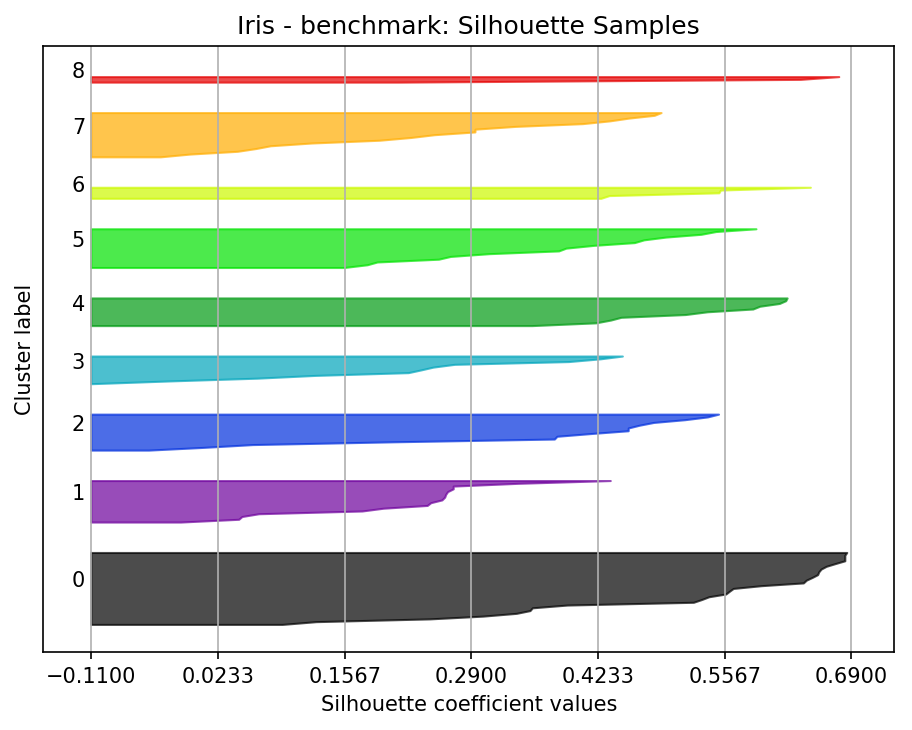 Iris - benchmark: Silhouette Samples
8
7
6
5
4
3
2
1
0
Cluster label
−0.1100 0.0233 0.1567 0.2900 0.4233 0.5567 0.6900
Silhouette coefficient values